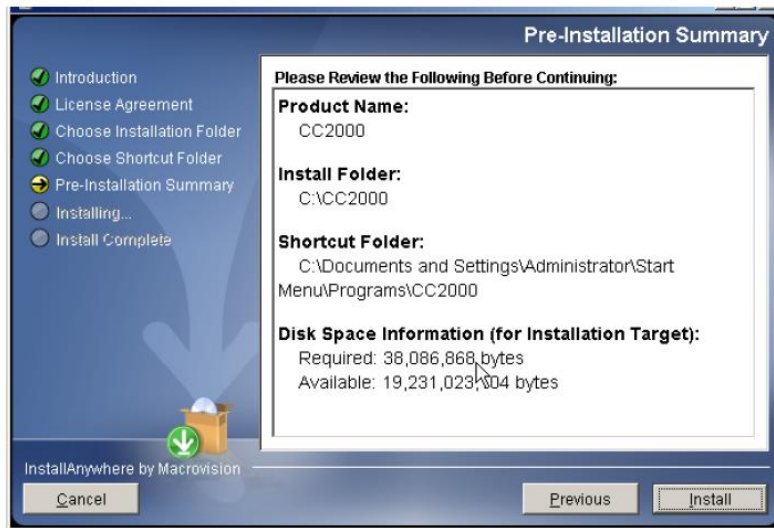 Pre-Installation Summary
Introduction
License Agreement
Choose Installation Folder
Choose Shortcut Folder
Pre-Installation Summary
Installing...
Install Complete
Please Review the Following Before Continuing:
Product Name:
CC2000
Install Folder:
C:\CC2000
Shortcut Folder:
C:\Documents and Settings\Administrator\Start
Menu\Programs\CC2000
Disk Space Information (for Installation Target):
Required: 38,086,868 bytes
Available: bytes
InstallAnywhere by Macrovision
Cancel
Previous
Install